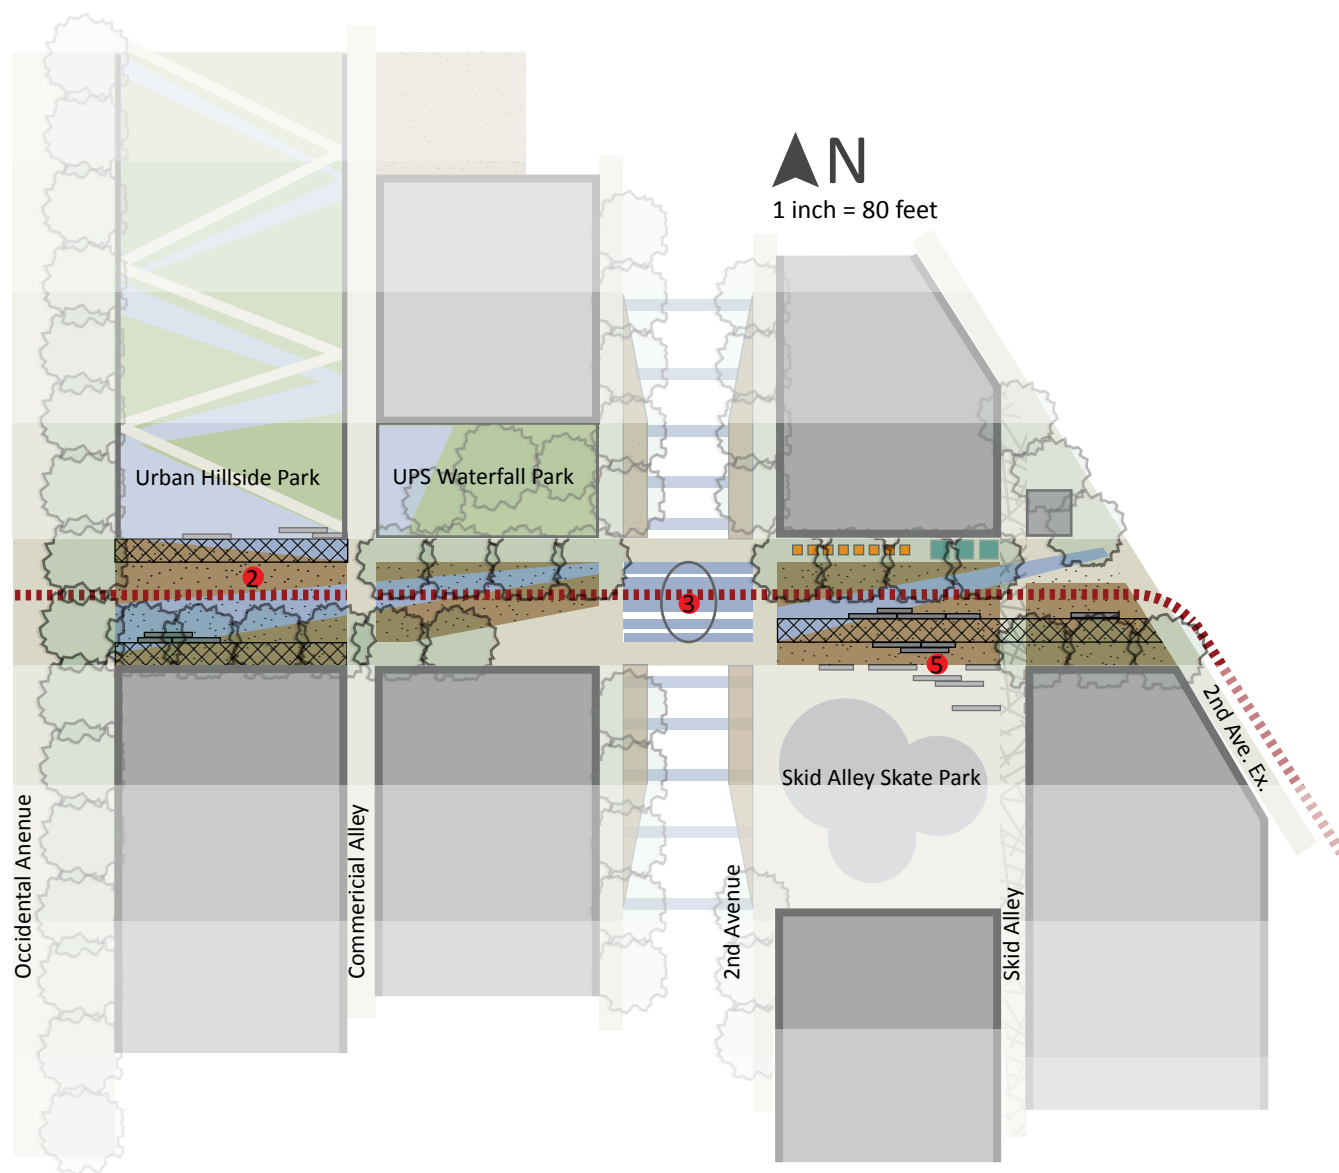 N
1 inch = 80 feet
Urban Hillside Park
UPS Waterfall Park
2
3
5
2nd Ave. Ex.
Skid Alley Skate Park
Occidental Anenue
Commericial Alley
2nd Avenue
Skid Alley